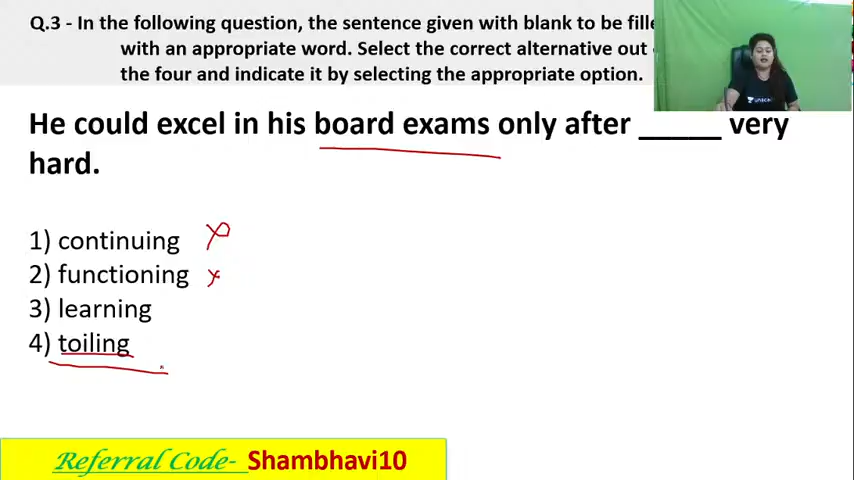 Q.3 - In the following question, the sentence given with blank to be
with an appropriate word. Select the correct alternative out
the four and indicate it by selecting the appropriate option.
He could excel in his board exams only after _____ very
hard.
1) continuing
2) functioning
3) learning
4) toiling
Referral Code- Shambhavi10